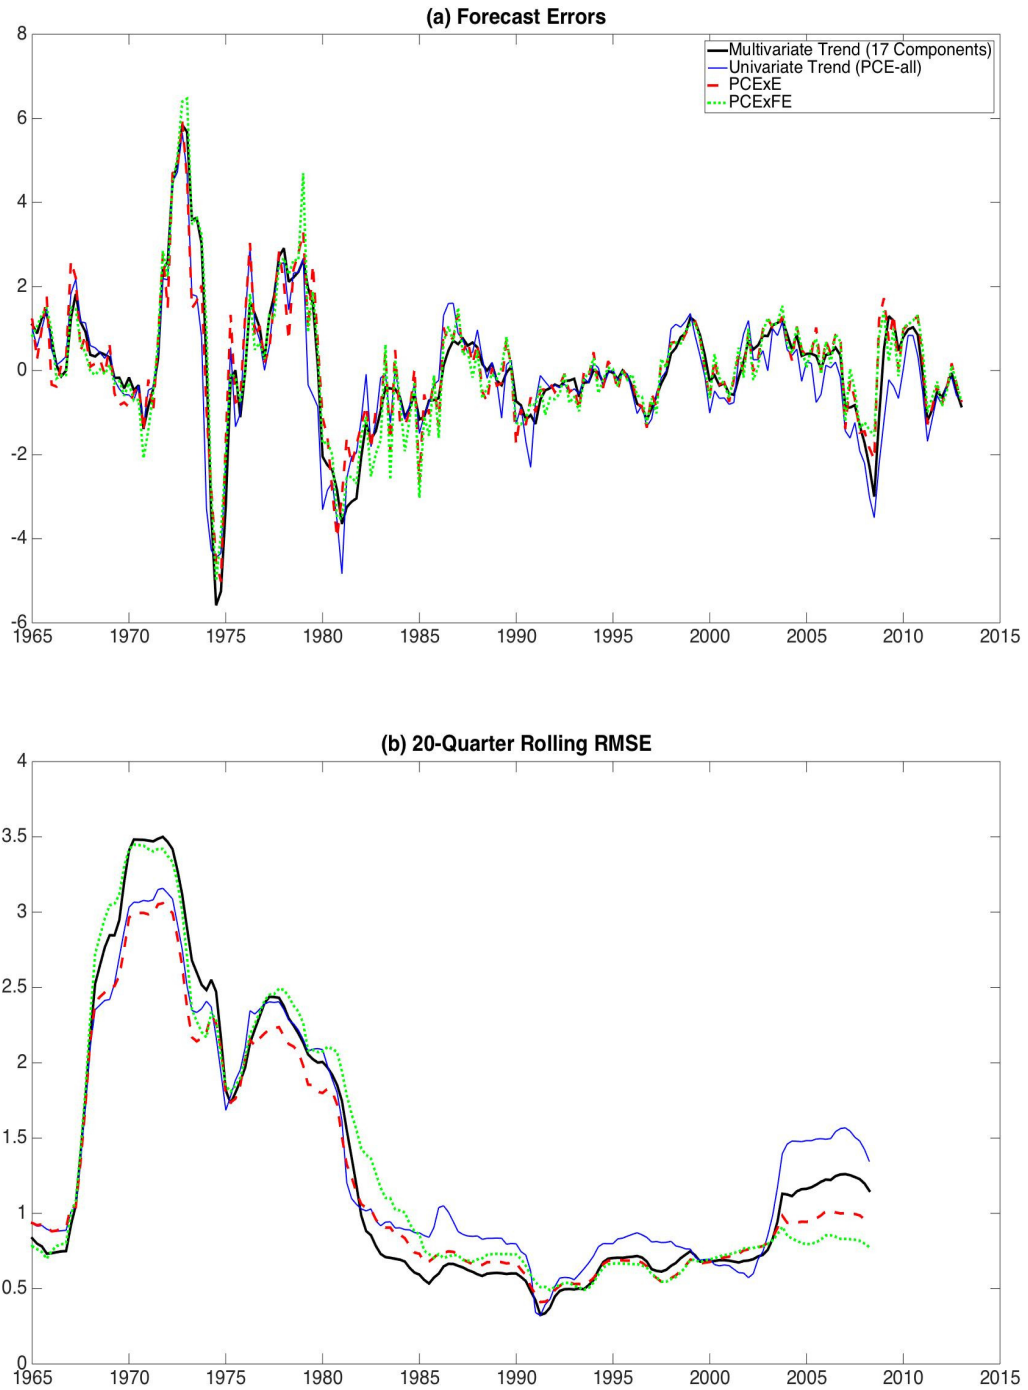 (a) Forecast Errors
8
6
4
2
0
-2
-4
-6
Multivariate Trend (17 Components)
Univariate Trend (PCE-all)
PCExE
PCExFE
1965 1970 1975 1980 1985 1990 1995 2000 2005 2010 2015
(b) 20-Quarter Rolling RMSE
4
3.5
3
2.5
2
1.5
1
0.5
0
1965 1970 1975 1980 1985 1990 1995 2000 2005 2010 2015